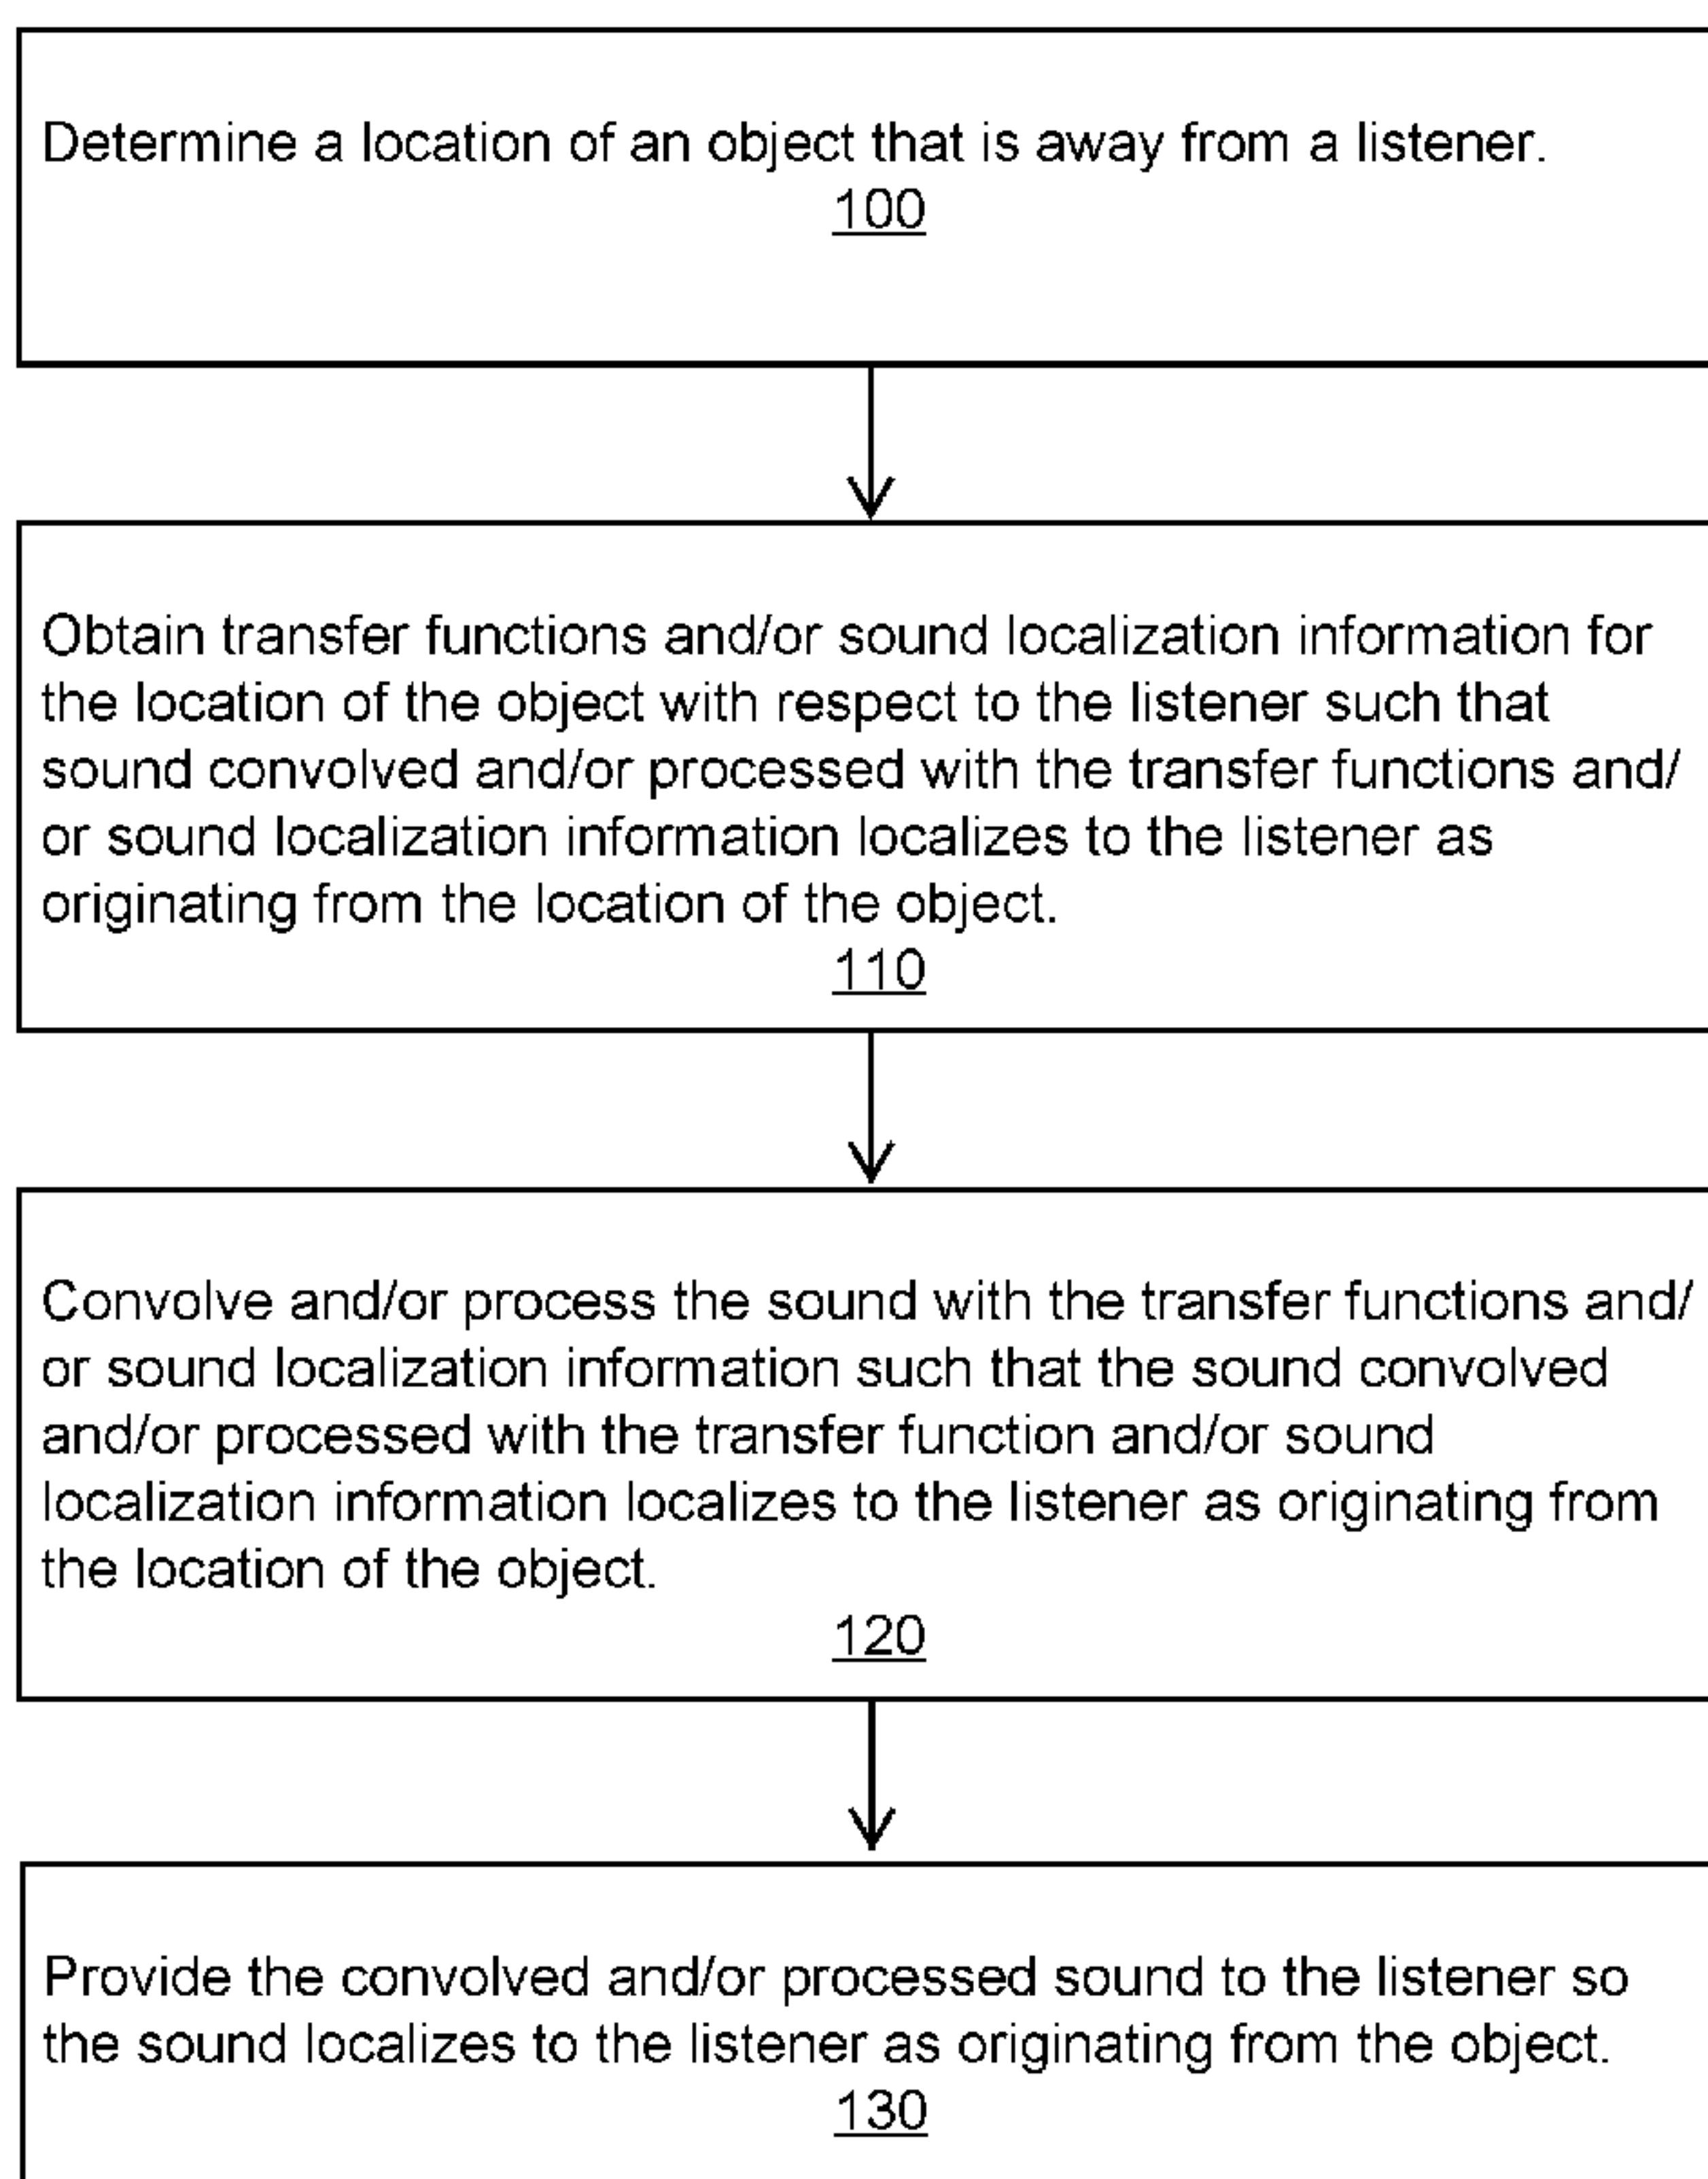 Determine a location of an object that is away from a listener.
100
Obtain transfer functions and/or sound localization information for
the location of the object with respect to the listener such that
sound convolved and/or processed with the transfer functions and/
or sound localization information localizes to the listener as
originating from the location of the object.
110
Convolve and/or process the sound with the transfer functions and/
or sound localization information such that the sound convolved
and/or processed with the transfer function and/or sound
localization information localizes to the listener as originating from
the location of the object.
120
Provide the convolved and/or processed sound to the listener so
the sound localizes to the listener as originating from the object.
130